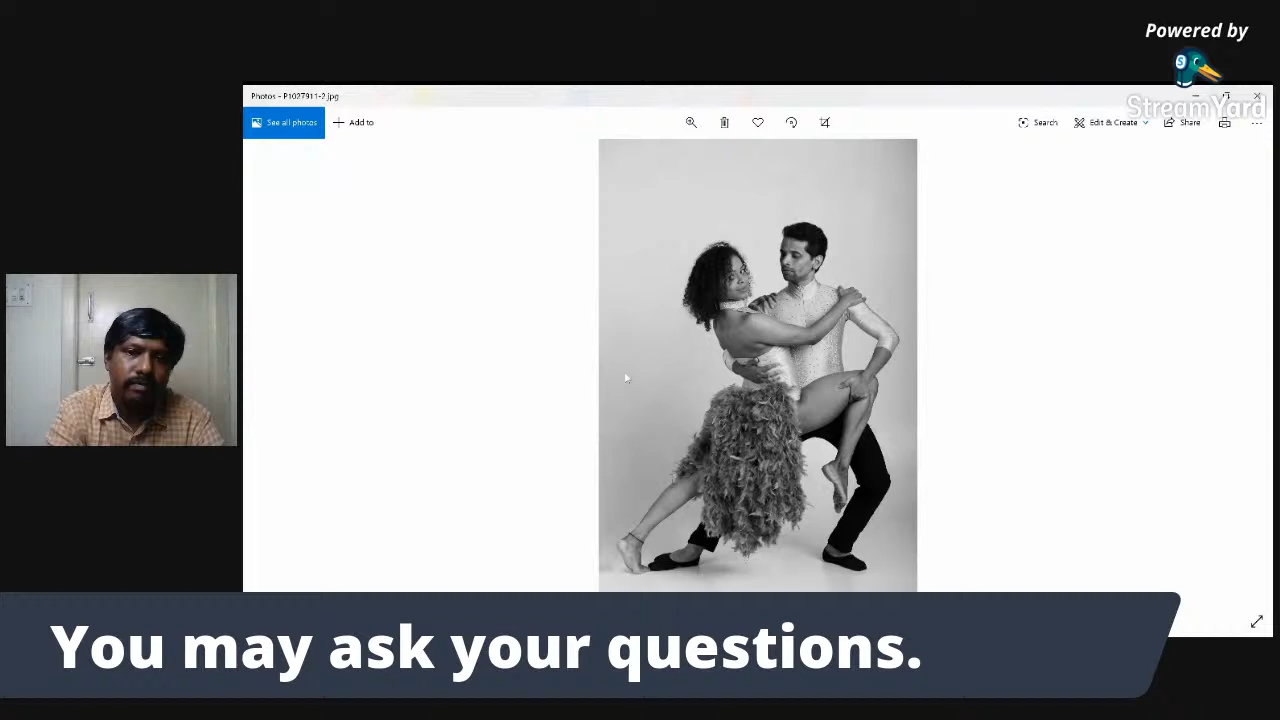 Powered by
StreamYard
Photos - P1027911-2.jpg
See all photos
Add to
Search
Edit & Create
Share
You may ask your questions.